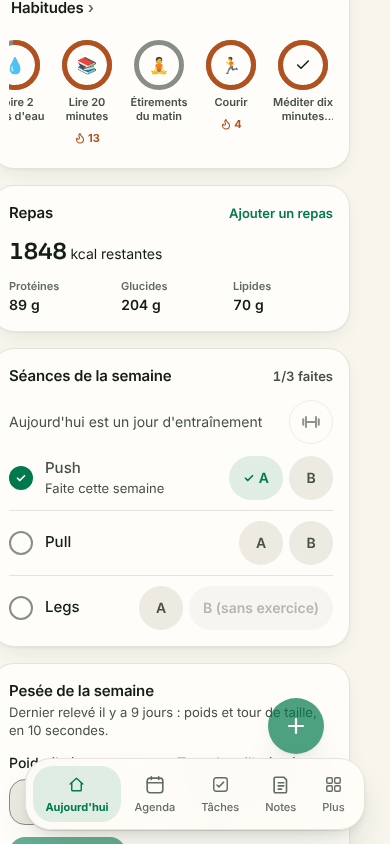 Habitudes ›
Lire 20
minutes
13
Étirements
du matin
Courir
4
Méditer dix
minutes...
ire 2
s d'eau
Repas
Ajouter un repas
1848 kcal restantes
Protéines
Glucides
Lipides
89 g
204 g
70 g
Séances de la semaine
1/3 faites
Aujourd'hui est un jour d'entraînement
Push
Faite cette semaine
A
B
Pull
A
B
Legs
A
B (sans exercice)
Pesée de la semaine
Dernier relevé il y a 9 jours : poids et tour de taille,
en 10 secondes.
Aujourd'hui
Agenda
Tâches
Notes
Plus